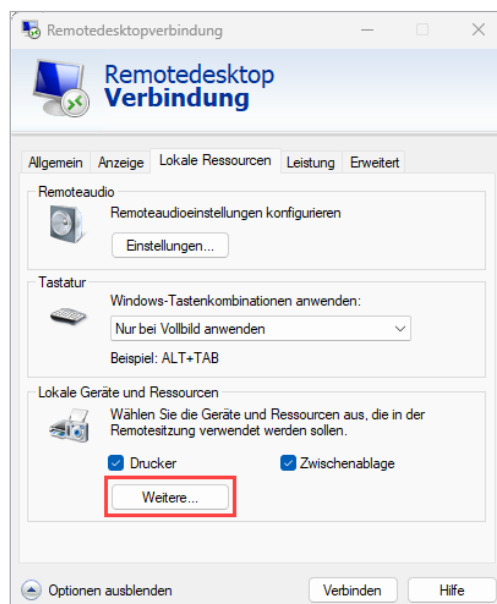 Remotedesktopverbindung
Remotedesktop
Verbindung
Allgemein Anzeige Lokale Ressourcen Leistung Erweitert
Remoteaudio
Remoteaudioeinstellungen konfigurieren
Einstellungen...
Tastatur
Windows-Tastenkombinationen anwenden:
Nur bei Vollbild anwenden
Beispiel: ALT+TAB
Lokale Geräte und Ressourcen
Wählen Sie die Geräte und Ressourcen aus, die in der
Remotesitzung verwendet werden sollen.
Drucker Zwischenablage
Weitere...
Optionen ausblenden Verbinden Hilfe